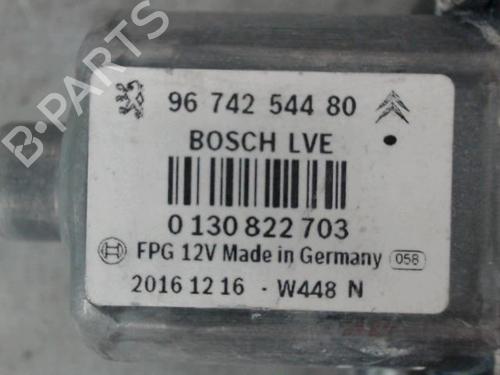 B-PARTS
96 742 544 80
BOSCH LVE
0 130 822 703
FPG 12V Made in Germany 058
2016 12 16 - W448 N